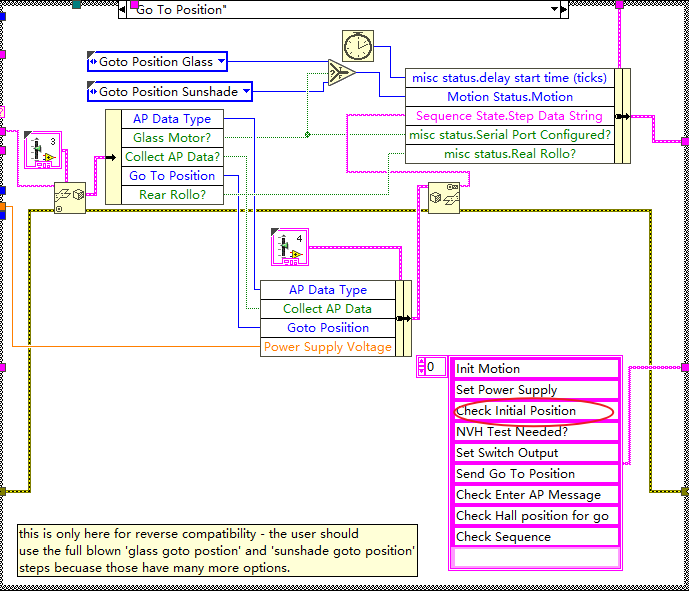 Go To Position"
Goto Position Glass
Goto Position Sunshade
misc status.delay start time (ticks)
Motion Status.Motion
Sequence State.Step Data String
misc status.Serial Port Configured?
misc status.Real Rollo?
3
AP Data Type
Glass Motor?
Collect AP Data?
Go To Position
Rear Rollo?
4
AP Data Type
Collect AP Data
Goto Posiition
Power Supply Voltage
0
Init Motion
Set Power Supply
Check Initial Position
NVH Test Needed?
Set Switch Output
Send Go To Position
Check Enter AP Message
Check Hall position for go
Check Sequence
this is only here for reverse compatibility - the user should
use the full blown 'glass goto postion' and 'sunshade goto position'
steps becuase those have many more options.